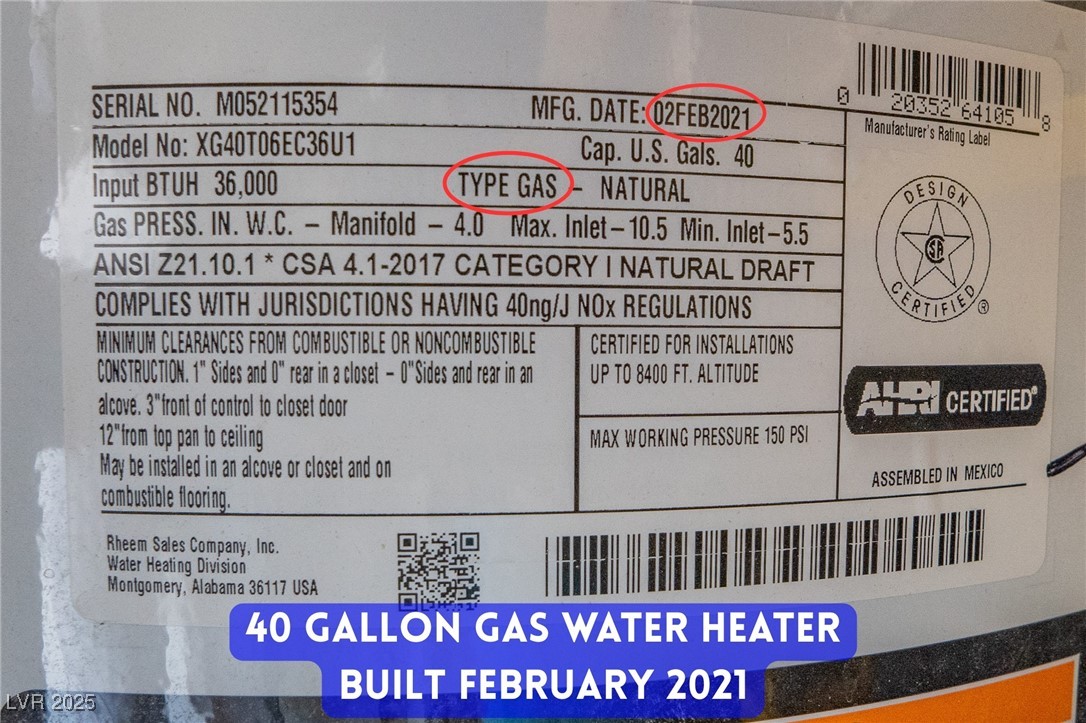 SERIAL NO. M052115354 MFG. DATE: 02FEB2021
Model No: XG40T06EC36U1 Cap. U.S. Gals. 40
Input BTUH 36,000 TYPE GAS - NATURAL
Gas PRESS. IN. W.C. – Manifold – 4.0 Max. Inlet – 10.5 Min. Inlet – 5.5
ANSI Z21.10.1 * CSA 4.1-2017 CATEGORY I NATURAL DRAFT
COMPLIES WITH JURISDICTIONS HAVING 40ng/J NOx REGULATIONS
MINIMUM CLEARANCES FROM COMBUSTIBLE OR NONCOMBUSTIBLE
CONSTRUCTION. 1" Sides and 0" rear in a closet – 0" Sides and rear in an
alcove. 3" front of control to closet door
12" from top pan to ceiling
May be installed in an alcove or closet and on
combustible flooring.
CERTIFIED FOR INSTALLATIONS
UP TO 8400 FT. ALTITUDE
MAX WORKING PRESSURE 150 PSI
0 20352 64105 8
Manufacturer's Rating Label
DESIGN
CSA
CERTIFIED ®
AHRI CERTIFIED®
ASSEMBLED IN MEXICO
Rheem Sales Company, Inc.
Water Heating Division
Montgomery, Alabama 36117 USA
40 GALLON GAS WATER HEATER
BUILT FEBRUARY 2021
LVR 2025